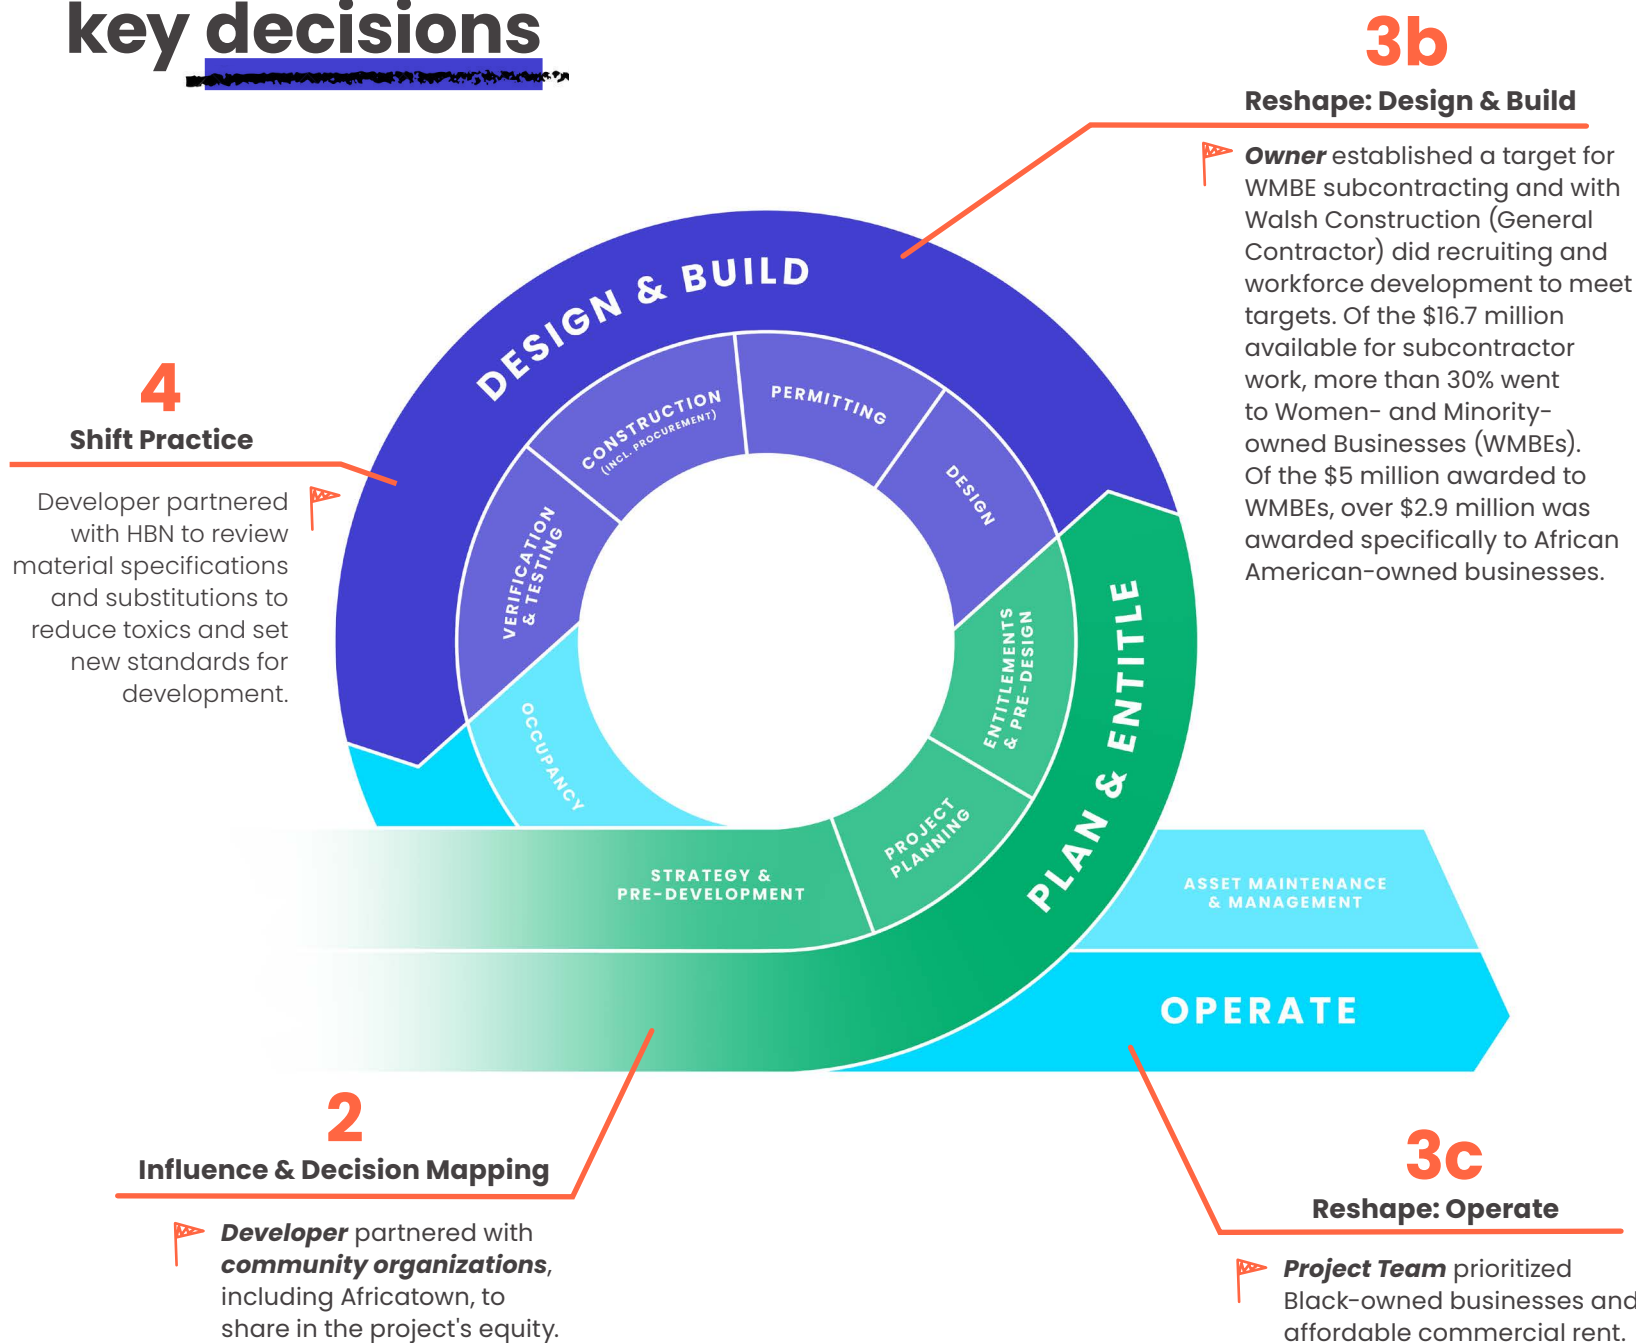 key decisions
3b
Reshape: Design & Build
Owner established a target for
WMBE subcontracting and with
Walsh Construction (General
Contractor) did recruiting and
workforce development to meet
targets. Of the $16.7 million
available for subcontractor
work, more than 30% went
to Women- and Minority-
owned Businesses (WMBEs).
Of the $5 million awarded to
WMBEs, over $2.9 million was
awarded specifically to African
American-owned businesses.
4
Shift Practice
Developer partnered
with HBN to review
material specifications
and substitutions to
reduce toxics and set
new standards for
development.
DESIGN & BUILD
VERIFICATION
& TESTING
CONSTRUCTION
(INCL. PROCUREMENT)
PERMITTING
DESIGN
PLAN & ENTITLE
ENTITLEMENTS
& PRE-DESIGN
PROJECT
PLANNING
STRATEGY &
PRE-DEVELOPMENT
OCCUPANCY
ASSET MAINTENANCE
& MANAGEMENT
OPERATE
2
Influence & Decision Mapping
Developer partnered with
community organizations,
including Africatown, to
share in the project's equity.
3c
Reshape: Operate
Project Team prioritized
Black-owned businesses and
affordable commercial rent.